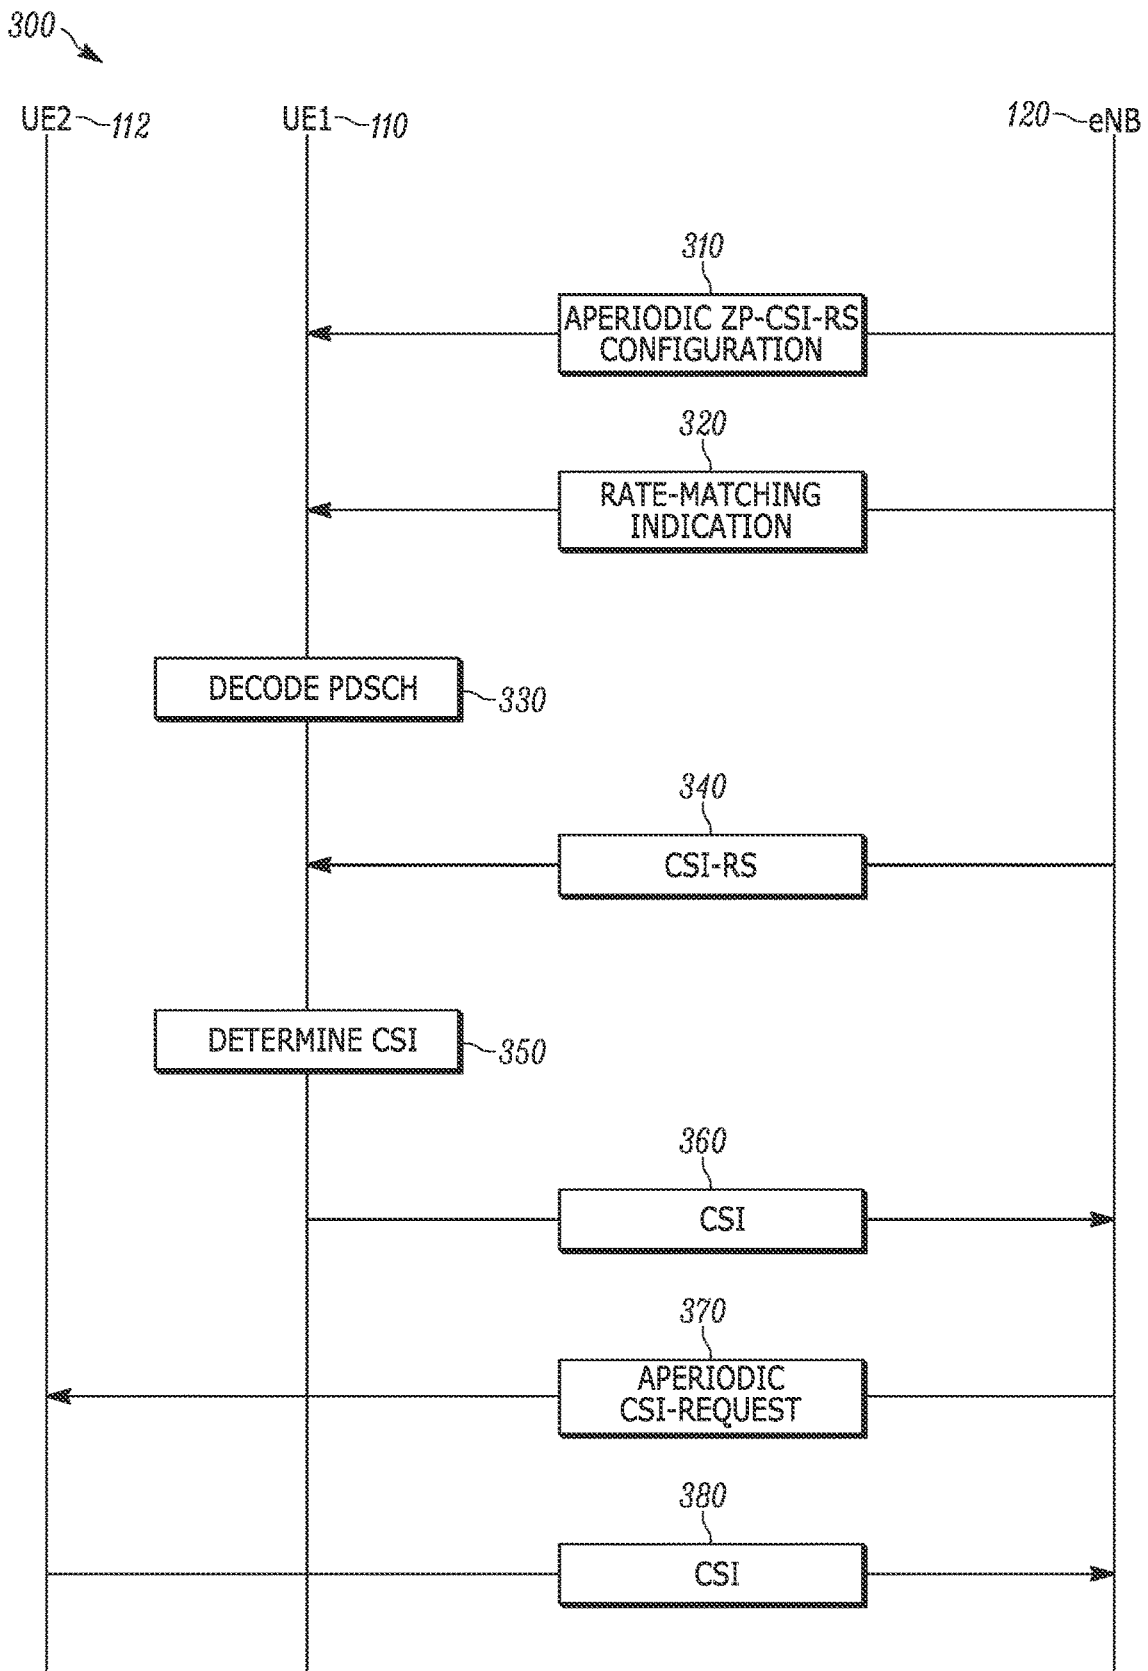 300
UE2 112 UE1 110 120 eNB
310
APERIODIC ZP-CSI-RS
CONFIGURATION
320
RATE-MATCHING
INDICATION
DECODE PDSCH 330
340
CSI-RS
DETERMINE CSI 350
360
CSI
370
APERIODIC
CSI-REQUEST
380
CSI